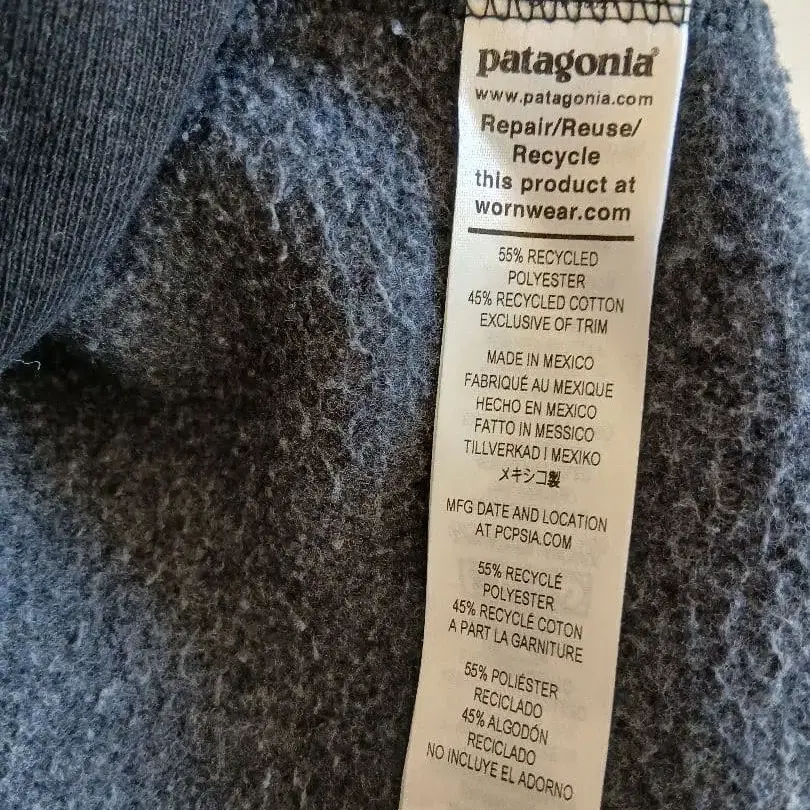 patagonia®
www.patagonia.com
Repair/Reuse/
Recycle
this product at
wornwear.com
55% RECYCLED
POLYESTER
45% RECYCLED COTTON
EXCLUSIVE OF TRIM
MADE IN MEXICO
FABRIQUÉ AU MEXIQUE
HECHO EN MEXICO
FATTO IN MESSICO
TILLVERKAD I MEXIKO
メキシコ製
MFG DATE AND LOCATION
AT PCPSIA.COM
55% RECYCLÉ
POLYESTER
45% RECYCLÉ COTON
A PART LA GARNITURE
55% POLIÉSTER
RECICLADO
45% ALGODÓN
RECICLADO
NO INCLUYE EL ADORNO